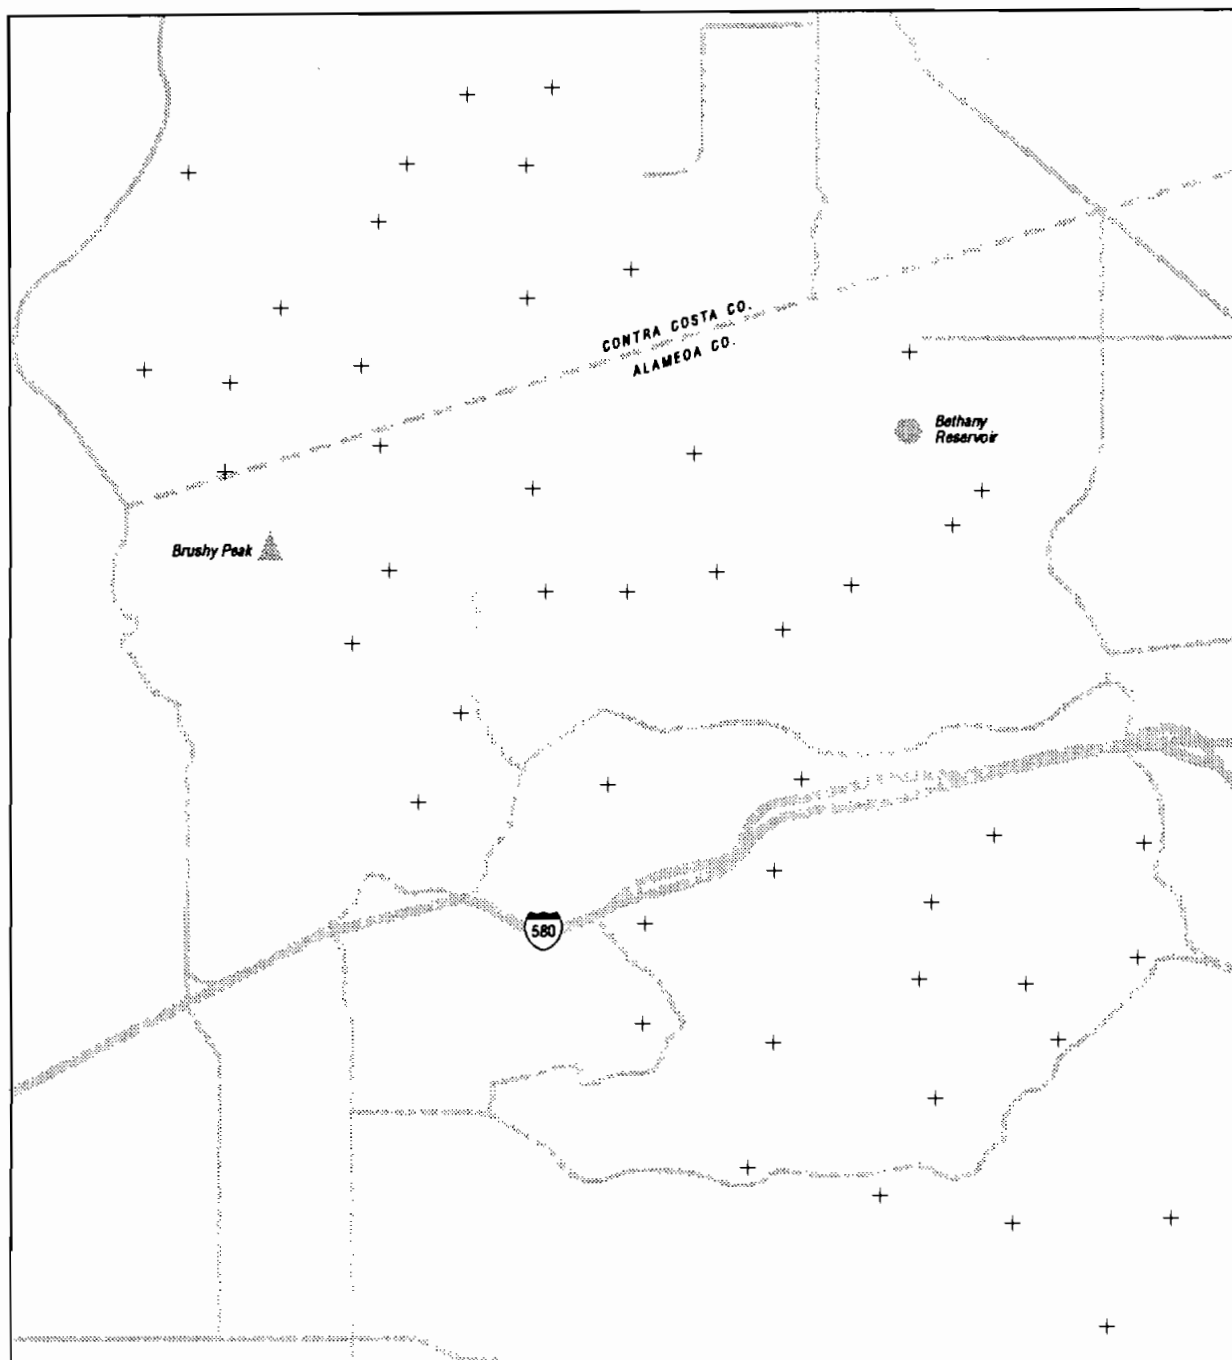 CONTRA COSTA CO.
ALAMEDA CO.
Bethany
Reservoir
Brushy Peak
580